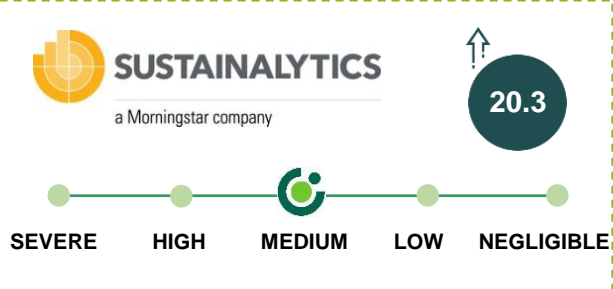 SUSTAINALYTICS
a Morningstar company
20.3
SEVERE HIGH MEDIUM LOW NEGLIGIBLE